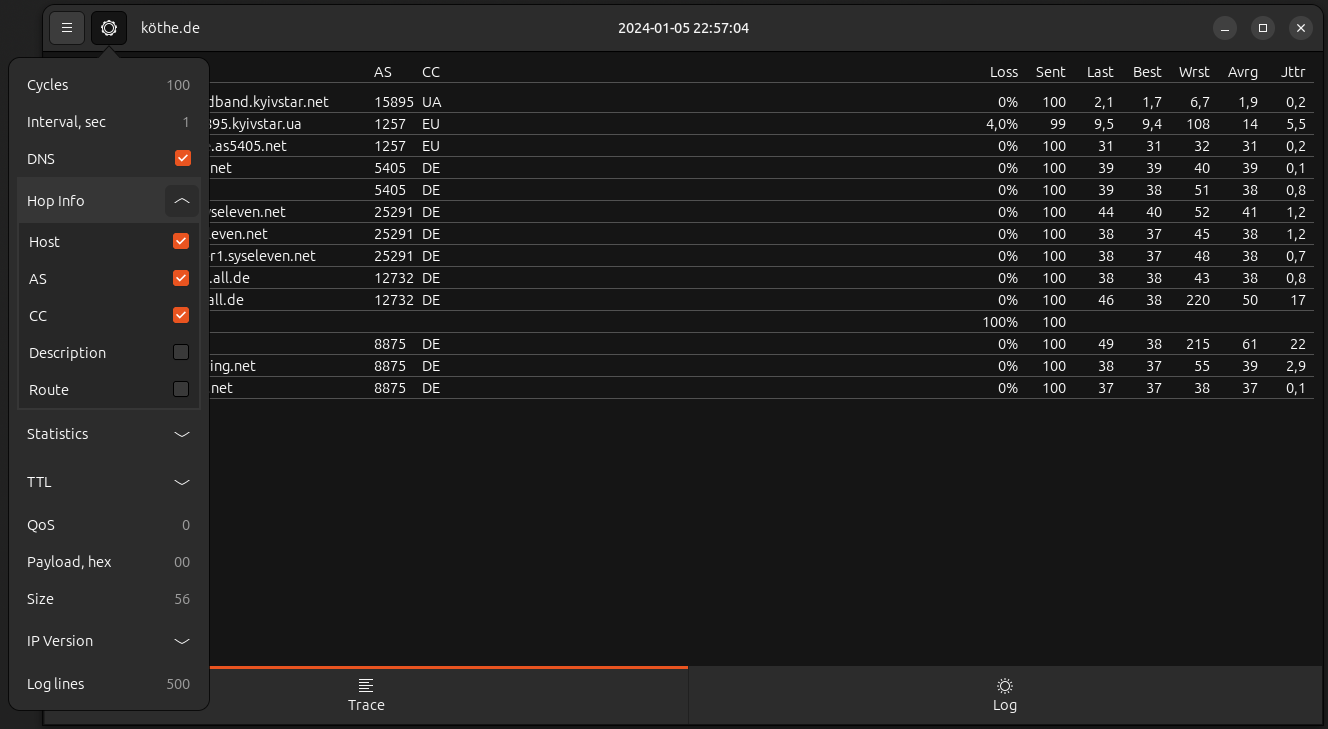 köthe.de 2024-01-05 22:57:04
AS CC Loss Sent Last Best Wrst Avrg Jttr
Cycles 100
dband.kyivstar.net 15895 UA 0% 100 2,1 1,7 6,7 1,9 0,2
Interval, sec 1
395.kyivstar.ua 1257 EU 4,0% 99 9,5 9,4 108 14 5,5
.as5405.net 1257 EU 0% 100 31 31 32 31 0,2
DNS
net 5405 DE 0% 100 39 39 40 39 0,1
5405 DE 0% 100 39 38 51 38 0,8
Hop Info
yseleven.net 25291 DE 0% 100 44 40 52 41 1,2
leven.net 25291 DE 0% 100 38 37 45 38 1,2
Host
er1.syseleven.net 25291 DE 0% 100 38 37 48 38 0,7
.all.de 12732 DE 0% 100 38 38 43 38 0,8
AS
all.de 12732 DE 0% 100 46 38 220 50 17
CC
100% 100
8875 DE 0% 100 49 38 215 61 22
Description
ing.net 8875 DE 0% 100 38 37 55 39 2,9
Route
.net 8875 DE 0% 100 37 37 38 37 0,1
Statistics
TTL
QoS 0
Payload, hex 00
Size 56
IP Version
Log lines 500
Trace Log